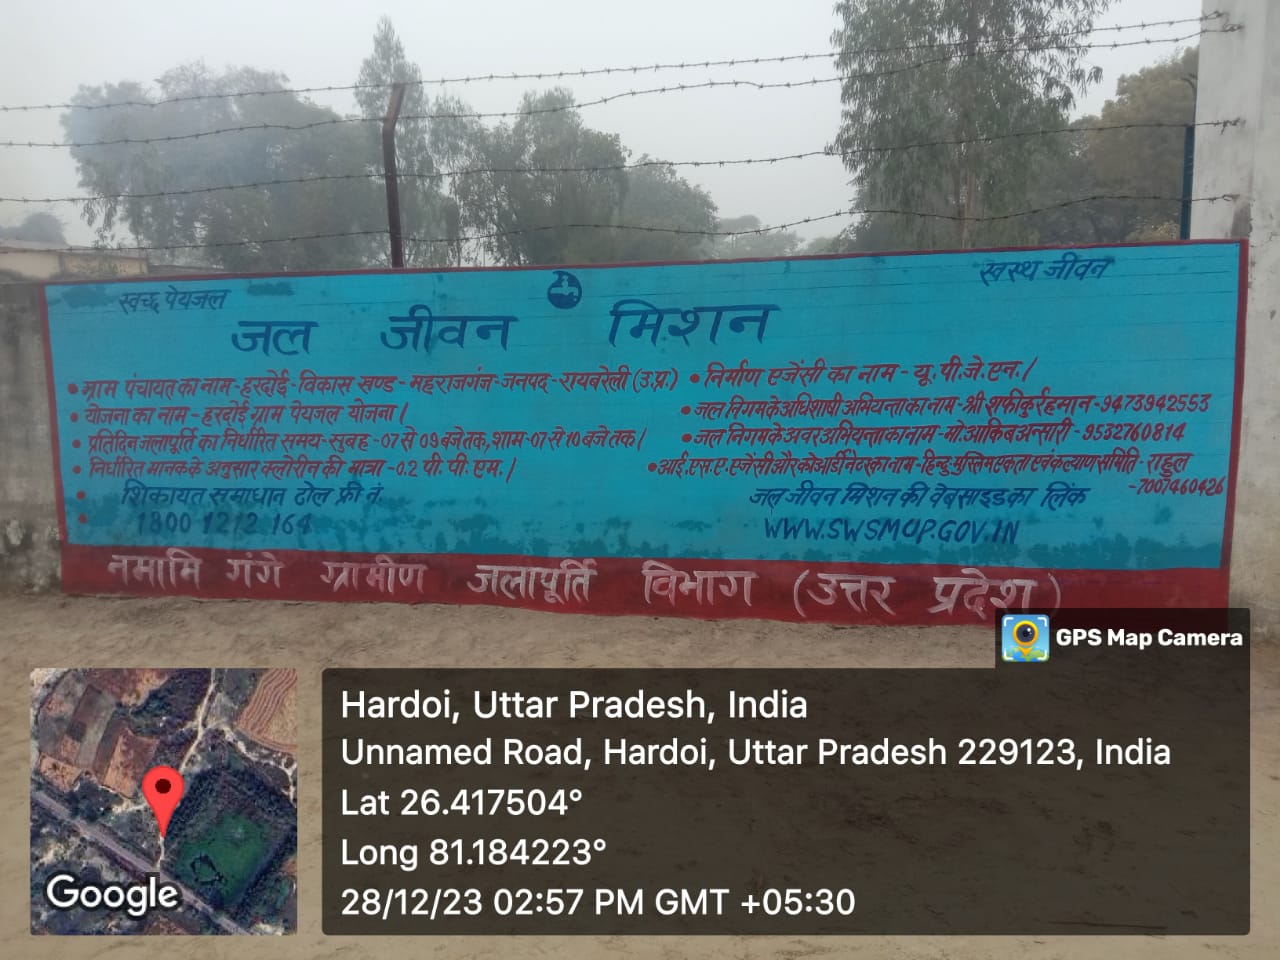 स्वच्छ पेयजल
स्वस्थ जीवन
जल जीवन मिशन
• ग्राम पंचायत का नाम - हरदोई - विकास खण्ड - महराजगंज - जनपद - रायबरेली (उ.प्र.)
• योजना का नाम - हरदोई ग्राम पेयजल योजना।
• प्रतिदिन जलापूर्ति का निर्धारित समय - सुबह - 07 से 09 बजे तक, शाम - 07 से 10 बजे तक।
• निर्धारित मानक के अनुसार क्लोरीन की मात्रा - 0.2 पी. पी. एम.।
• शिकायत समाधान टोल फ्री नं.
• 1800 1212 164
• निर्माण एजेंसी का नाम - यू. पी. जे. एन.।
• जल निगम के अधिशाषी अभियन्ता का नाम - श्री शफीकुर्रहमान - 9473942553
• जल निगम के अवर अभियन्ता का नाम - मो. आकिब अन्सारी - 9532760814
• आई. एस. ए. एजेंसी और कोआर्डीनेटर का नाम - हिन्दू मुस्लिम एकता एवं कल्याण समिति - राहुल
- 7007460426
जल जीवन मिशन की वेबसाइड का लिंक
WWW.SWSMUP.GOV.IN
नमामि गंगे ग्रामीण जलापूर्ति विभाग (उत्तर प्रदेश)
GPS Map Camera
Hardoi, Uttar Pradesh, India
Unnamed Road, Hardoi, Uttar Pradesh 229123, India
Lat 26.417504°
Long 81.184223°
28/12/23 02:57 PM GMT +05:30
Google